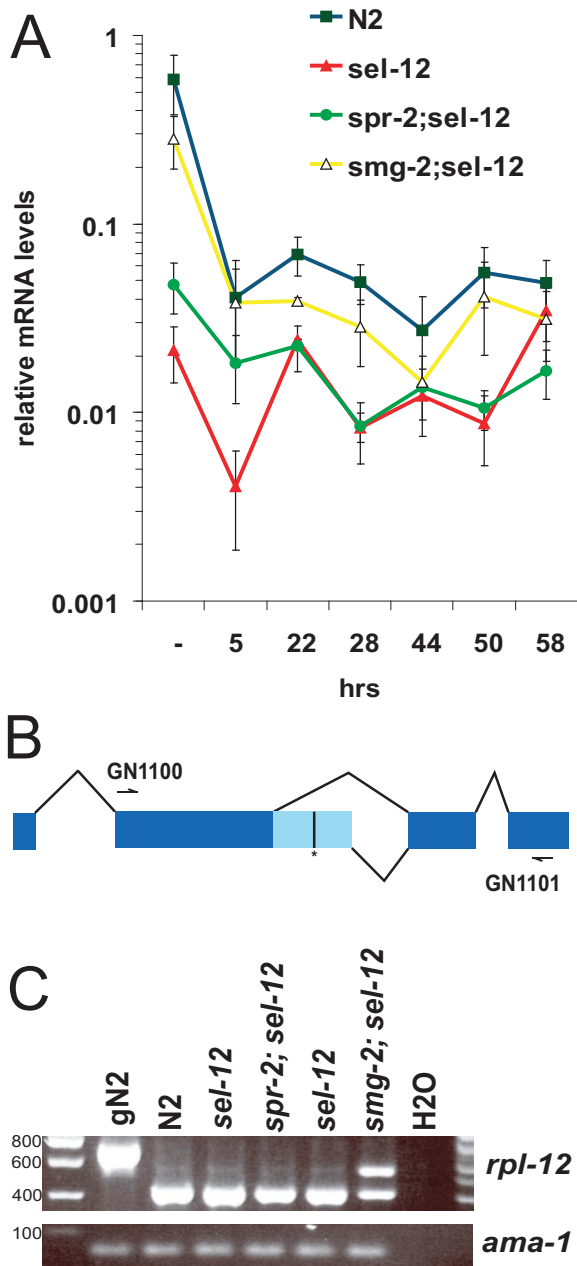 A
N2
sel-12
spr-2;sel-12
smg-2;sel-12
relative mRNA levels
1
0.1
0.01
0.001
- 5 22 28 44 50 58
hrs
B
GN1100
*
GN1101
C
gN2 N2 sel-12 spr-2; sel-12 sel-12 smg-2; sel-12 H2O
800
600
400
rpl-12
100
ama-1